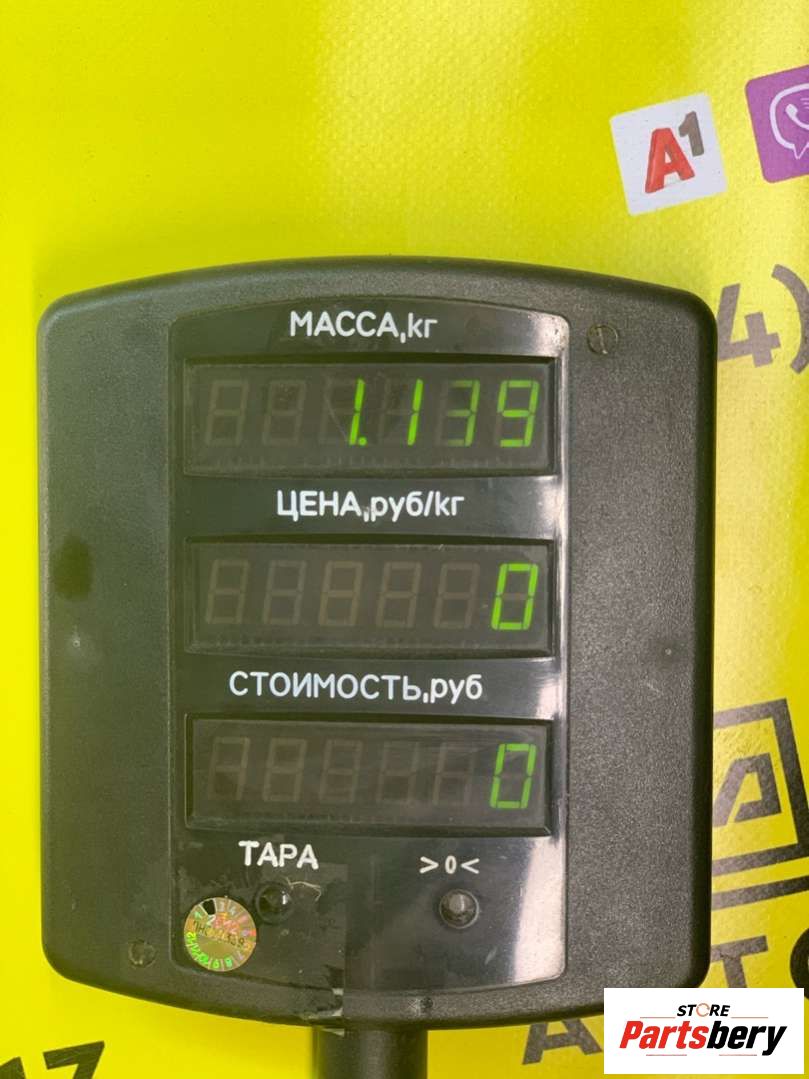 A1
4)
МАССА,кг
1.139
ЦЕНА,руб/кг
0
СТОИМОСТЬ,руб
0
ТАРА >0<
STORE
Partsbery